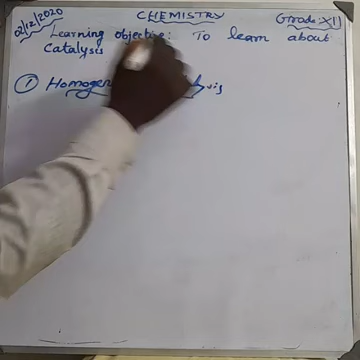 02/12/2020
CHEMISTRY
Grade: XII
Learning objective: To learn about
Catalysis
① Homogen